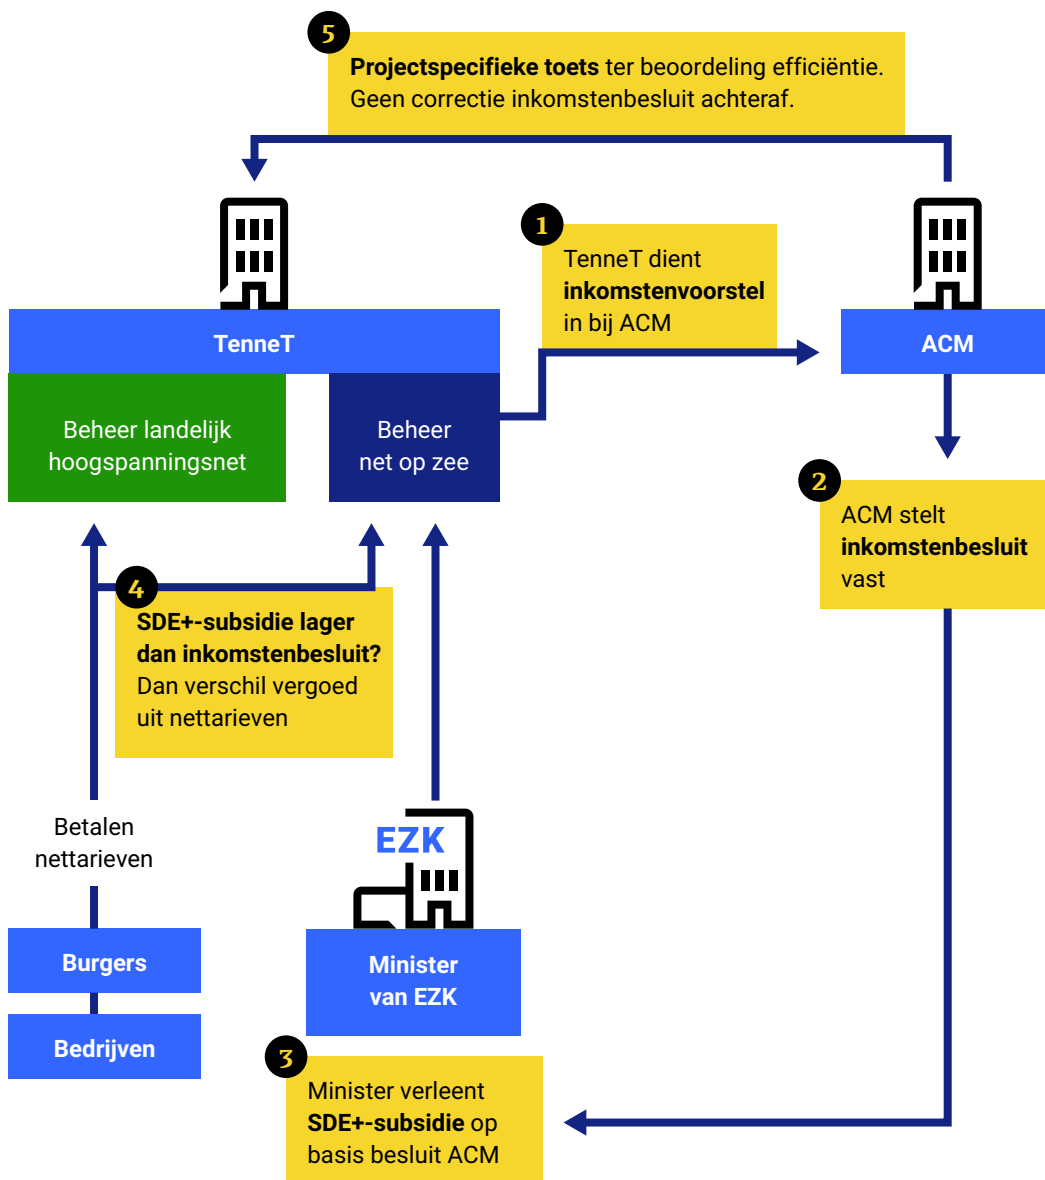 5
Projectspecifieke toets ter beoordeling efficiëntie.
Geen correctie inkomstenbesluit achteraf.
1
TenneT dient
inkomstenvoorstel
in bij ACM
TenneT
ACM
Beheer landelijk
hoogspanningsnet
Beheer
net op zee
2
ACM stelt
inkomstenbesluit
vast
4
SDE+-subsidie lager
dan inkomstenbesluit?
Dan verschil vergoed
uit nettarieven
Betalen
nettarieven
EZK
Burgers
Bedrijven
Minister
van EZK
3
Minister verleent
SDE+-subsidie op
basis besluit ACM